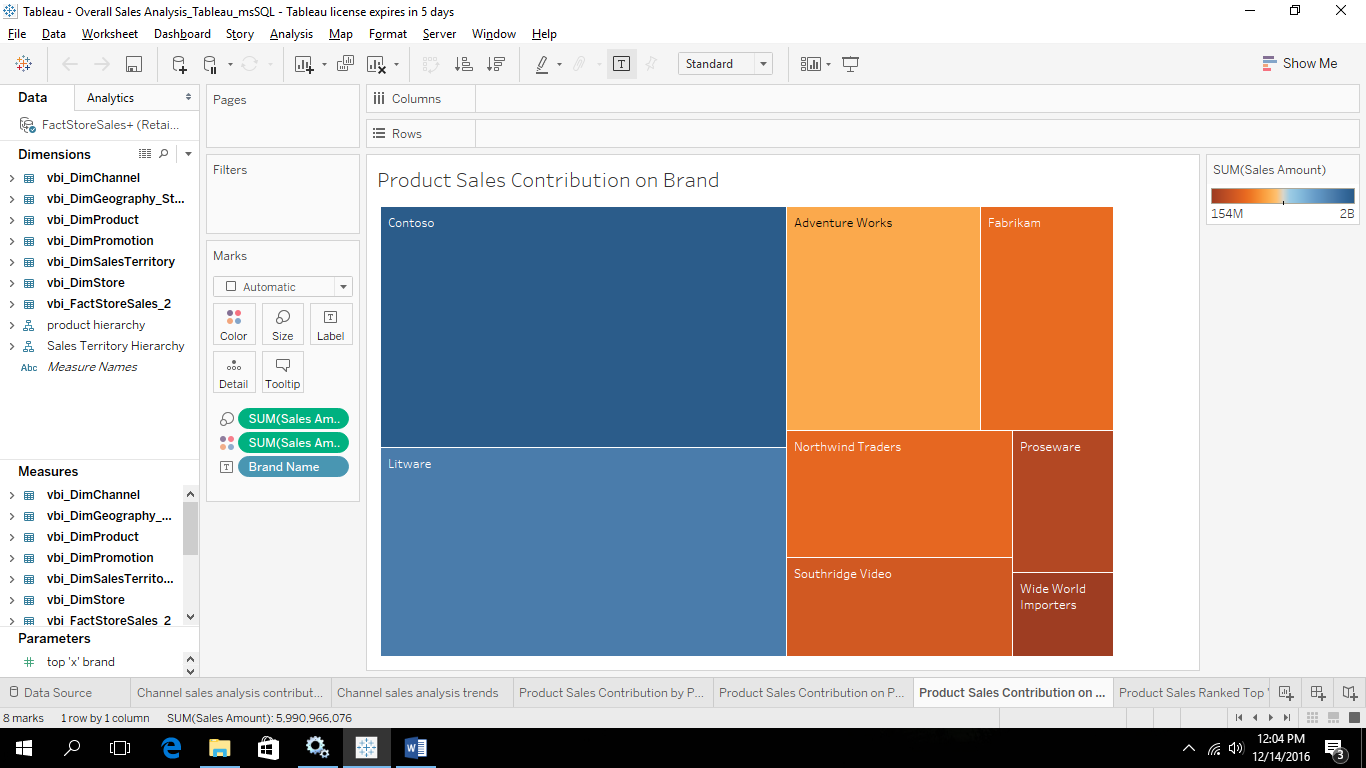 Tableau - Overall Sales Analysis_Tableau_msSQL - Tableau license expires in 5 days
File Data Worksheet Dashboard Story Analysis Map Format Server Window Help
Standard
Show Me
Data Analytics
FactStoreSales+ (Retai...
Dimensions
vbi_DimChannel
vbi_DimGeography_St...
vbi_DimProduct
vbi_DimPromotion
vbi_DimSalesTerritory
vbi_DimStore
vbi_FactStoreSales_2
product hierarchy
Sales Territory Hierarchy
Abc Measure Names
Measures
vbi_DimChannel
vbi_DimGeography_...
vbi_DimProduct
vbi_DimPromotion
vbi_DimSalesTerrito...
vbi_DimStore
vbi_FactStoreSales_2
Parameters
top 'x' brand
Pages
Filters
Marks
Automatic
Color Size Label
Detail Tooltip
SUM(Sales Am..
SUM(Sales Am..
Brand Name
Columns
Rows
Product Sales Contribution on Brand
Contoso
Adventure Works
Fabrikam
Litware
Northwind Traders
Proseware
Southridge Video
Wide World
Importers
SUM(Sales Amount)
154M 2B
Data Source Channel sales analysis contribut... Channel sales analysis trends Product Sales Contribution by P... Product Sales Contribution on P... Product Sales Contribution on ... Product Sales Ranked Top
8 marks 1 row by 1 column SUM(Sales Amount): 5,990,966,076
12:04 PM
12/14/2016
3